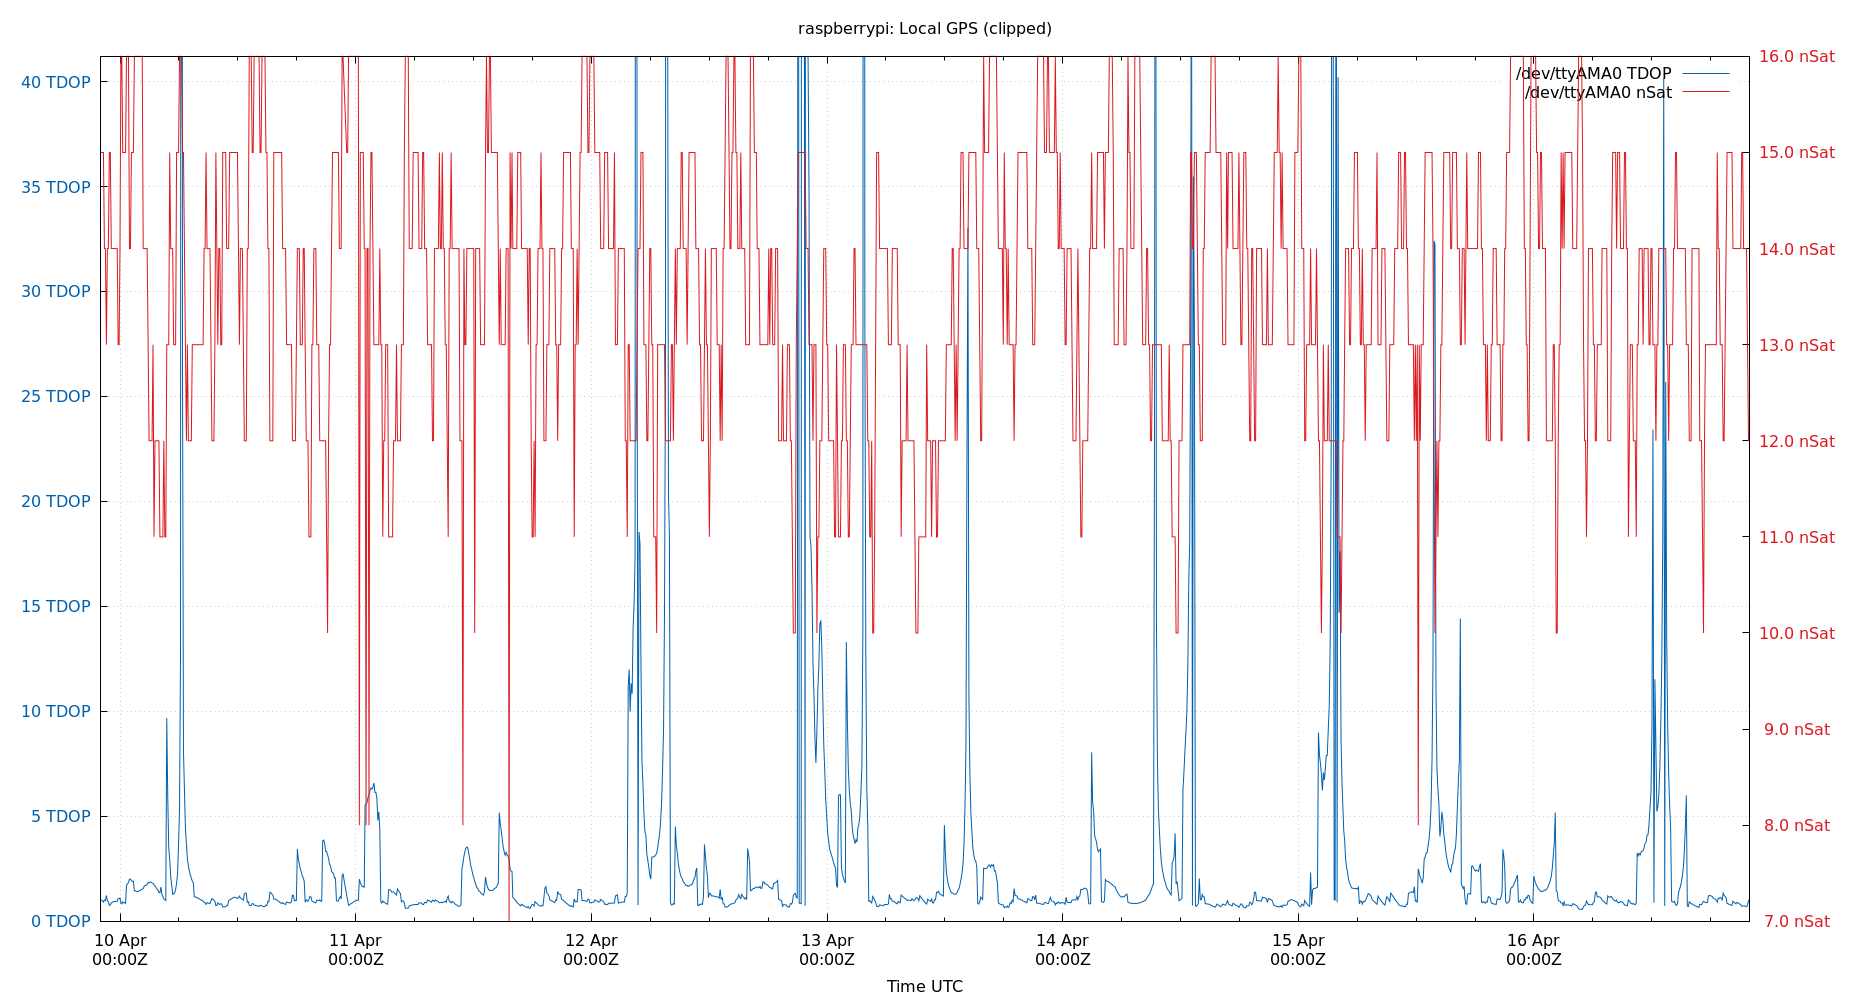 raspberrypi: Local GPS (clipped)
/dev/ttyAMA0 TDOP
/dev/ttyAMA0 nSat
40 TDOP
35 TDOP
30 TDOP
25 TDOP
20 TDOP
15 TDOP
10 TDOP
5 TDOP
0 TDOP
16.0 nSat
15.0 nSat
14.0 nSat
13.0 nSat
12.0 nSat
11.0 nSat
10.0 nSat
9.0 nSat
8.0 nSat
7.0 nSat
10 Apr
00:00Z
11 Apr
00:00Z
12 Apr
00:00Z
13 Apr
00:00Z
14 Apr
00:00Z
15 Apr
00:00Z
16 Apr
00:00Z
Time UTC